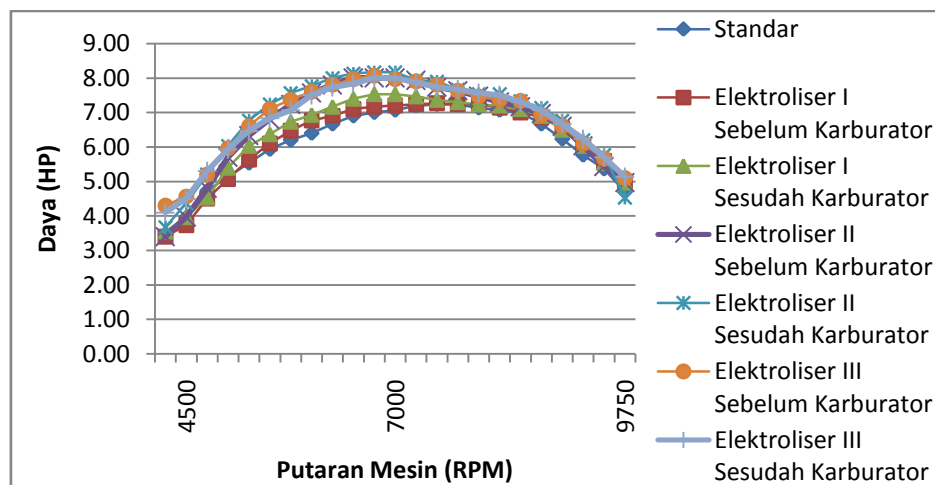 9.00
8.00
7.00
6.00
5.00
4.00
3.00
2.00
1.00
0.00
Daya (HP)
4500
7000
9750
Putaran Mesin (RPM)
Standar
Elektroliser I
Sebelum Karburator
Elektroliser I
Sesudah Karburator
Elektroliser II
Sebelum Karburator
Elektroliser II
Sesudah Karburator
Elektroliser III
Sebelum Karburator
Elektroliser III
Sesudah Karburator